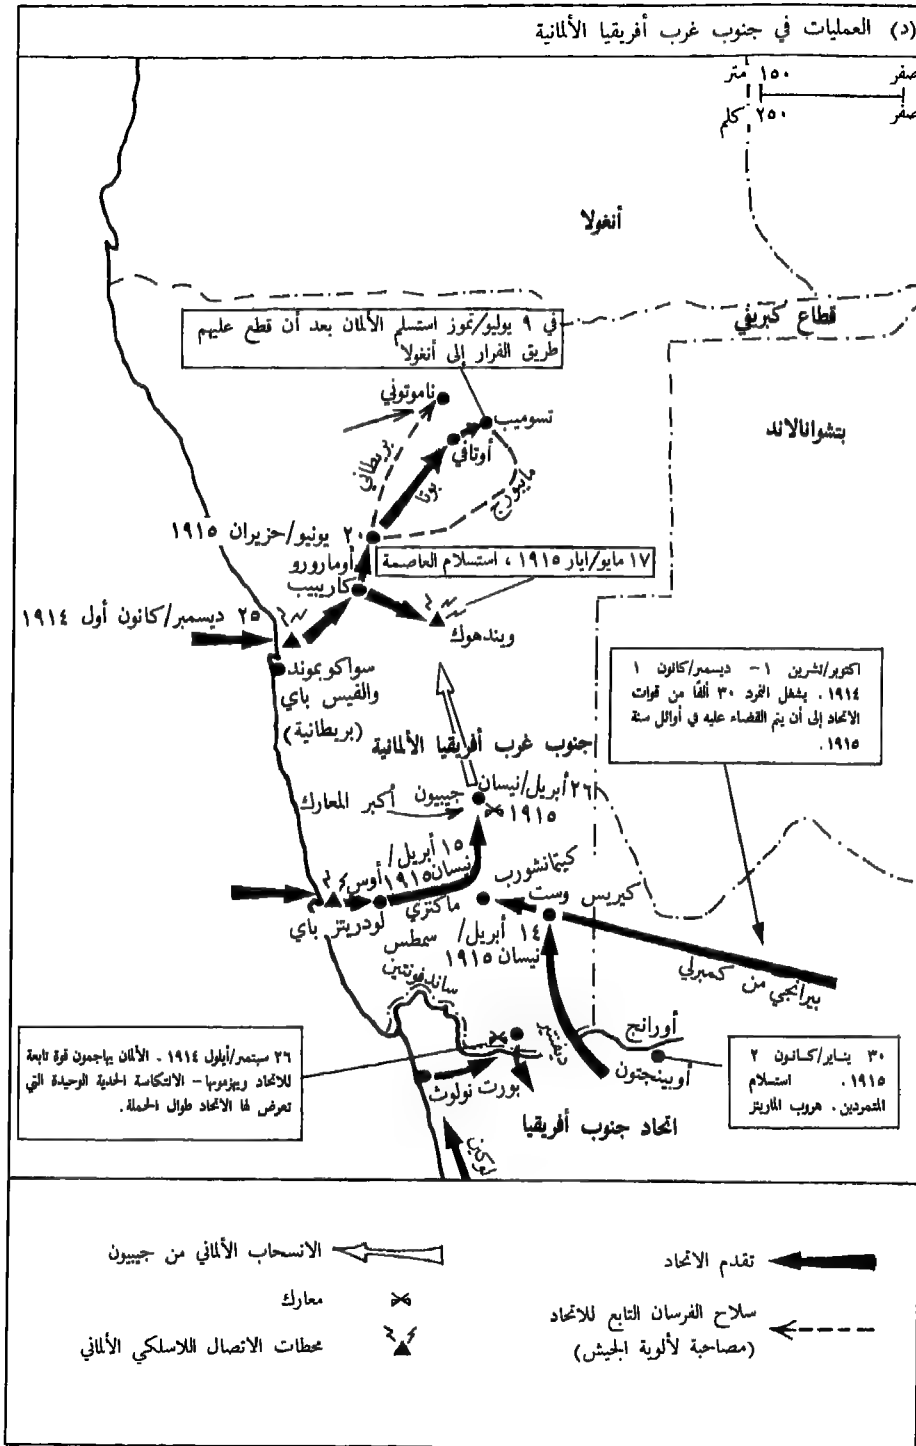 (د) العمليات في جنوب غرب أفريقيا الألمانية
صفر ١٥٠ متر
صفر ٢٥٠ كلم
أنغولا
قطاع كبريفي
في ٩ يوليو/تموز استسلم الألمان بعد أن قطع عليهم
طريق الفرار إلى أنغولا
ناموتوني
تسوميب
أوتافي
بتشوانالاند
بريطاني
بوتا
مايبورج
٢٠ يونيو/حزيران ١٩١٥
أومارورو
١٧ مايو/ايار ١٩١٥، استسلام العاصمة
كاريبيب
٢٥ ديسمبر/كانون أول ١٩١٤
ويندهوك
سواكوبموند
والفيس باي
(بريطانية)
اكتوبر/تشرين ١– ديسمبر/كانون ١
١٩١٤. يشغل التمرد ٣٠ ألفًا من قوات
الاتحاد إلى أن يتم القضاء عليه في أوائل سنة
١٩١٥.
جنوب غرب أفريقيا الألمانية
٢٦ أبريل/نيسان
١٩١٥
جيبيون
أكبر المعارك
١٥ أبريل/
نيسان ١٩١٥
أوس
كيتمانشورب
كيريس وست
ماكنزي
لودريتز باي
١٤ أبريل/
نيسان ١٩١٥
سمطس
بيرانجي من كمبرلي
ساندفونتين
ديفنتير
أورانج
أوبينجتون
٢٦ سبتمبر/أيلول ١٩١٤ . الألمان يهاجمون قوة تابعة
للاتحاد ويهزمونها – الانتكاسة الجدية الوحيدة التي
تعرض لها الاتحاد طوال الحملة.
٣٠ يناير/كانون ٢
١٩١٥. استسلام
المتمردين. هروب الماريتز
بورت نولوث
اتحاد جنوب أفريقيا
لوكين
تقدم الاتحاد
الانسحاب الألماني من جيبيون
سلاح الفرسان التابع للاتحاد
(مصاحبة لألوية الجيش)
معارك
محطات الاتصال اللاسلكي الألماني